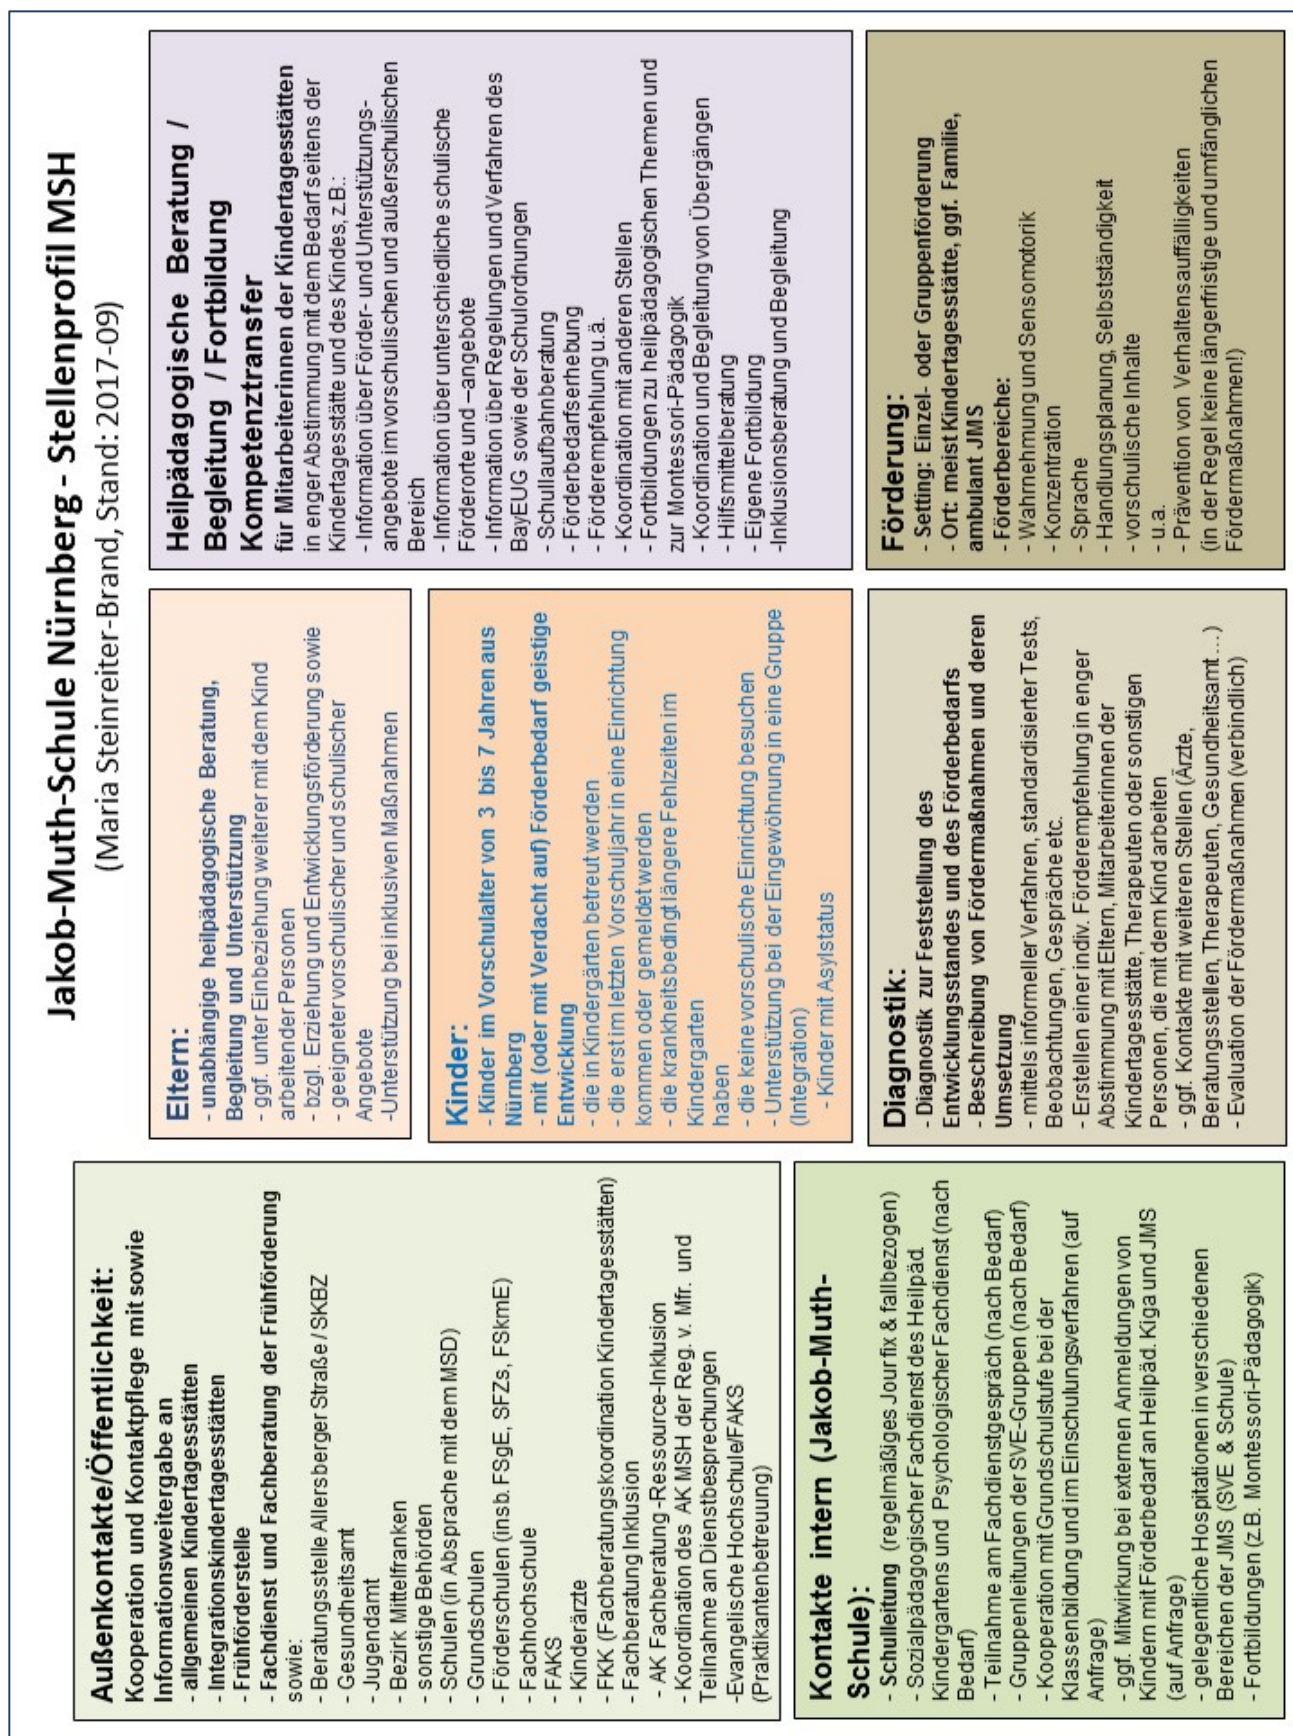 Jakob-Muth-Schule Nürnberg - Stellenprofil MSH
(Maria Steinreiter-Brand, Stand: 2017-09)
Außenkontakte/Öffentlichkeit:
Kooperation und Kontaktpflege mit sowie
Informationsweitergabe an
- allgemeinen Kindertagesstätten
- Integrationskindertagesstätten
- Frühförderstelle
- Fachdienst und Fachberatung der Frühförderung
sowie:
- Beratungsstelle Allersberger Straße / SKBZ
- Gesundheitsamt
- Jugendamt
- Bezirk Mittelfranken
- sonstige Behörden
- Schulen (in Absprache mit dem MSD)
- Grundschulen
- Förderschulen (insb. FSgE, SFZs, FSkmE)
- Fachhochschule
- FAKS
- Kinderärzte
- FKK (Fachberatungskoordination Kindertagesstätten)
- Fachberatung Inklusion
- AK Fachberatung -Ressource-Inklusion
- Koordination des AK MSH der Reg. v. Mfr. und
Teilnahme an Dienstbesprechungen
-Evangelische Hochschule/FAKS
(Praktikantenbetreuung)
Kontakte intern (Jakob-Muth-
Schule):
- Schulleitung (regelmäßiges Jour fix & fallbezogen)
- Sozialpädagogischer Fachdienst des Heilpäd.
Kindergartens und Psychologischer Fachdienst (nach
Bedarf)
- Teilnahme am Fachdienstgespräch (nach Bedarf)
- Gruppenleitungen der SVE-Gruppen (nach Bedarf)
- Kooperation mit Grundschulstufe bei der
Klassenbildung und im Einschulungsverfahren (auf
Anfrage)
- ggf. Mitwirkung bei externen Anmeldungen von
Kindern mit Förderbedarf an Heilpäd. Kiga und JMS
(auf Anfrage)
- gelegentliche Hospitationen in verschiedenen
Bereichen der JMS (SVE & Schule)
- Fortbildungen (z.B. Montessori-Pädagogik)
Eltern:
- unabhängige heilpädagogische Beratung,
Begleitung und Unterstützung
- ggf. unter Einbeziehung weiterer mit dem Kind
arbeitender Personen
- bzgl. Erziehung und Entwicklungsförderung sowie
- geeigneter vorschulischer und schulischer
Angebote
-Unterstützung bei inklusiven Maßnahmen
Kinder:
- Kinder im Vorschulalter von 3 bis 7 Jahren aus
Nürnberg
- mit (oder mit Verdacht auf) Förderbedarf geistige
Entwicklung
- die in Kindergärten betreut werden
- die erst im letzten Vorschuljahr in eine Einrichtung
kommen oder gemeldet werden
- die krankheitsbedingt längere Fehlzeiten im
Kindergarten
haben
- die keine vorschulische Einrichtung besuchen
- Unterstützung bei der Eingewöhnung in eine Gruppe
(Integration)
- Kinder mit Asylstatus
Diagnostik:
- Diagnostik zur Feststellung des
Entwicklungsstandes und des Förderbedarfs
- Beschreibung von Fördermaßnahmen und deren
Umsetzung
- mittels informeller Verfahren, standardisierter Tests,
Beobachtungen, Gespräche etc.
- Erstellen einer indiv. Förderempfehlung in enger
Abstimmung mit Eltern, Mitarbeiterinnen der
Kindertagesstätte, Therapeuten oder sonstigen
Personen, die mit dem Kind arbeiten
- ggf. Kontakte mit weiteren Stellen (Ärzte,
Beratungsstellen, Therapeuten, Gesundheitsamt …)
- Evaluation der Fördermaßnahmen (verbindlich)
Heilpädagogische Beratung /
Begleitung / Fortbildung
Kompetenztransfer
für Mitarbeiterinnen der Kindertagesstätten
in enger Abstimmung mit dem Bedarf seitens der
Kindertagesstätte und des Kindes, z.B.:
- Information über Förder- und Unterstützungs-
angebote im vorschulischen und außerschulischen
Bereich
- Information über unterschiedliche schulische
Förderorte und –angebote
- Information über Regelungen und Verfahren des
BayEUG sowie der Schulordnungen
- Schullaufbahnberatung
- Förderbedarfserhebung
- Förderempfehlung u.ä.
- Koordination mit anderen Stellen
- Fortbildungen zu heilpädagogischen Themen und
zur Montessori-Pädagogik
- Koordination und Begleitung von Übergängen
- Hilfsmittelberatung
- Eigene Fortbildung
-Inklusionsberatung und Begleitung
Förderung:
- Setting: Einzel- oder Gruppenförderung
- Ort: meist Kindertagesstätte, ggf. Familie,
ambulant JMS
- Förderbereiche:
- Wahrnehmung und Sensomotorik
- Konzentration
- Sprache
- Handlungsplanung, Selbstständigkeit
- vorschulische Inhalte
- u.a.
- Prävention von Verhaltensauffälligkeiten
(in der Regel keine längerfristige und umfänglichen
Fördermaßnahmen!)